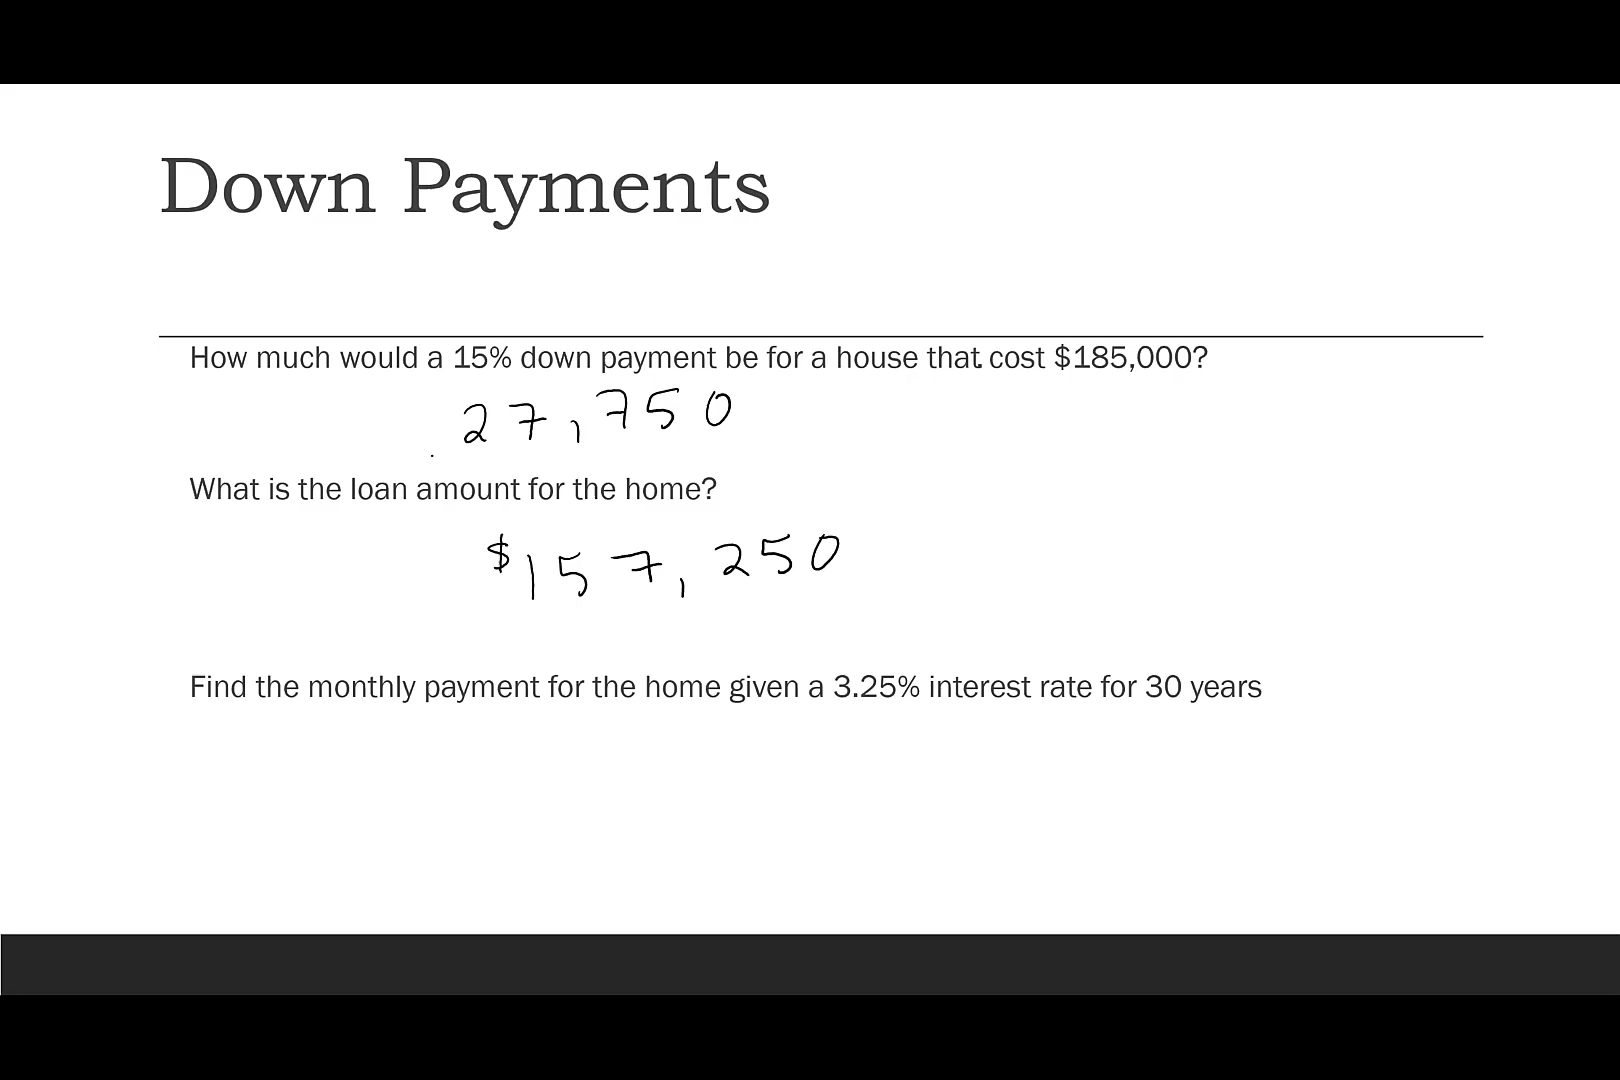 Down Payments
How much would a 15% down payment be for a house that cost $185,000?
27,750
What is the loan amount for the home?
$157,250
Find the monthly payment for the home given a 3.25% interest rate for 30 years